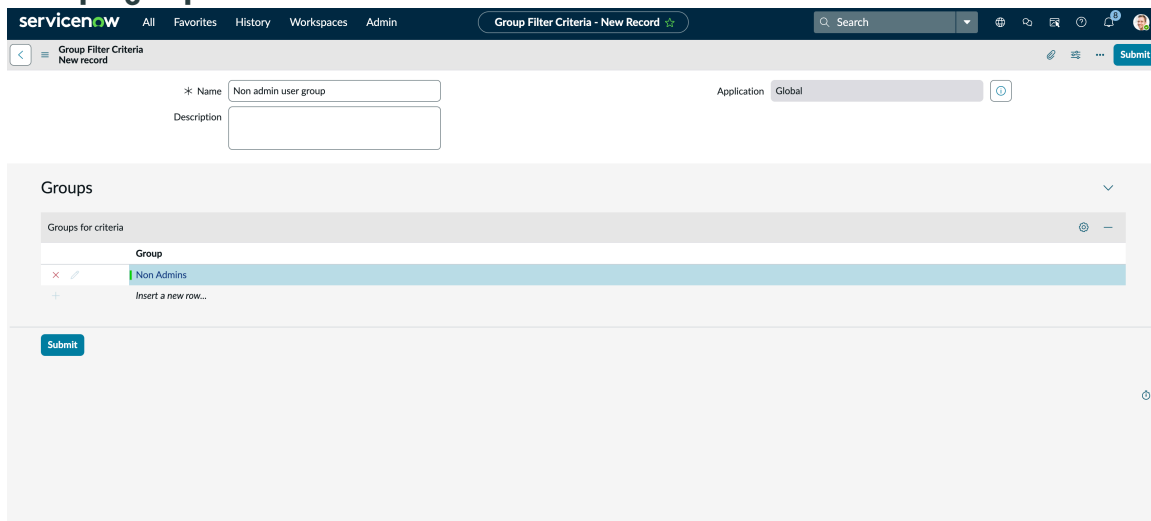 servicenow All Favorites History Workspaces Admin Group Filter Criteria - New Record Search 8
Group Filter Criteria
New record
Submit
Name Non admin user group Application Global
Description
Groups
Groups for criteria
Group
Non Admins
Insert a new row...
Submit